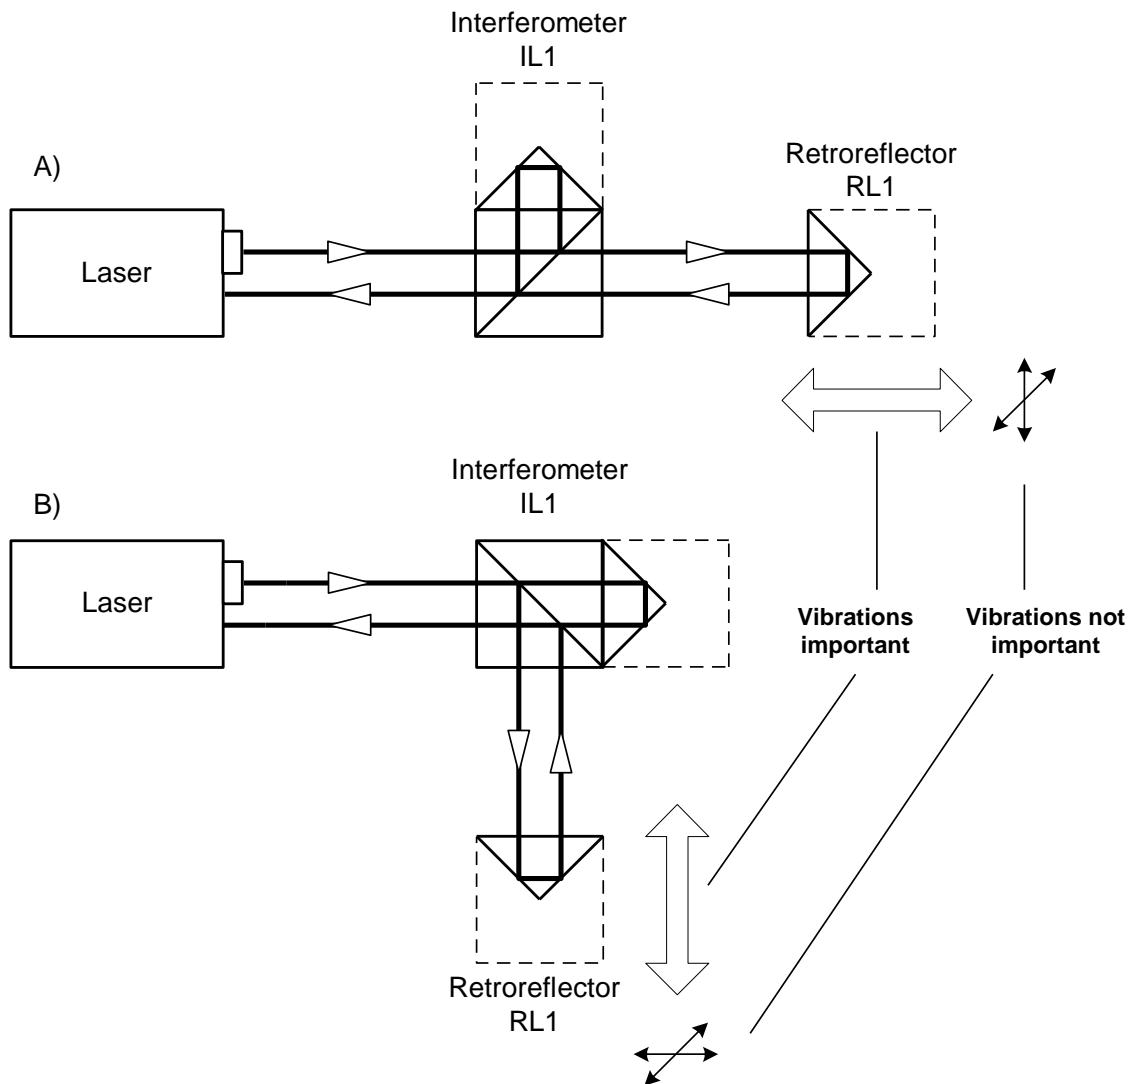 Interferometer
IL1
A)
Retroreflector
RL1
Laser
Interferometer
IL1
B)
Laser
Vibrations
important
Vibrations not
important
Retroreflector
RL1